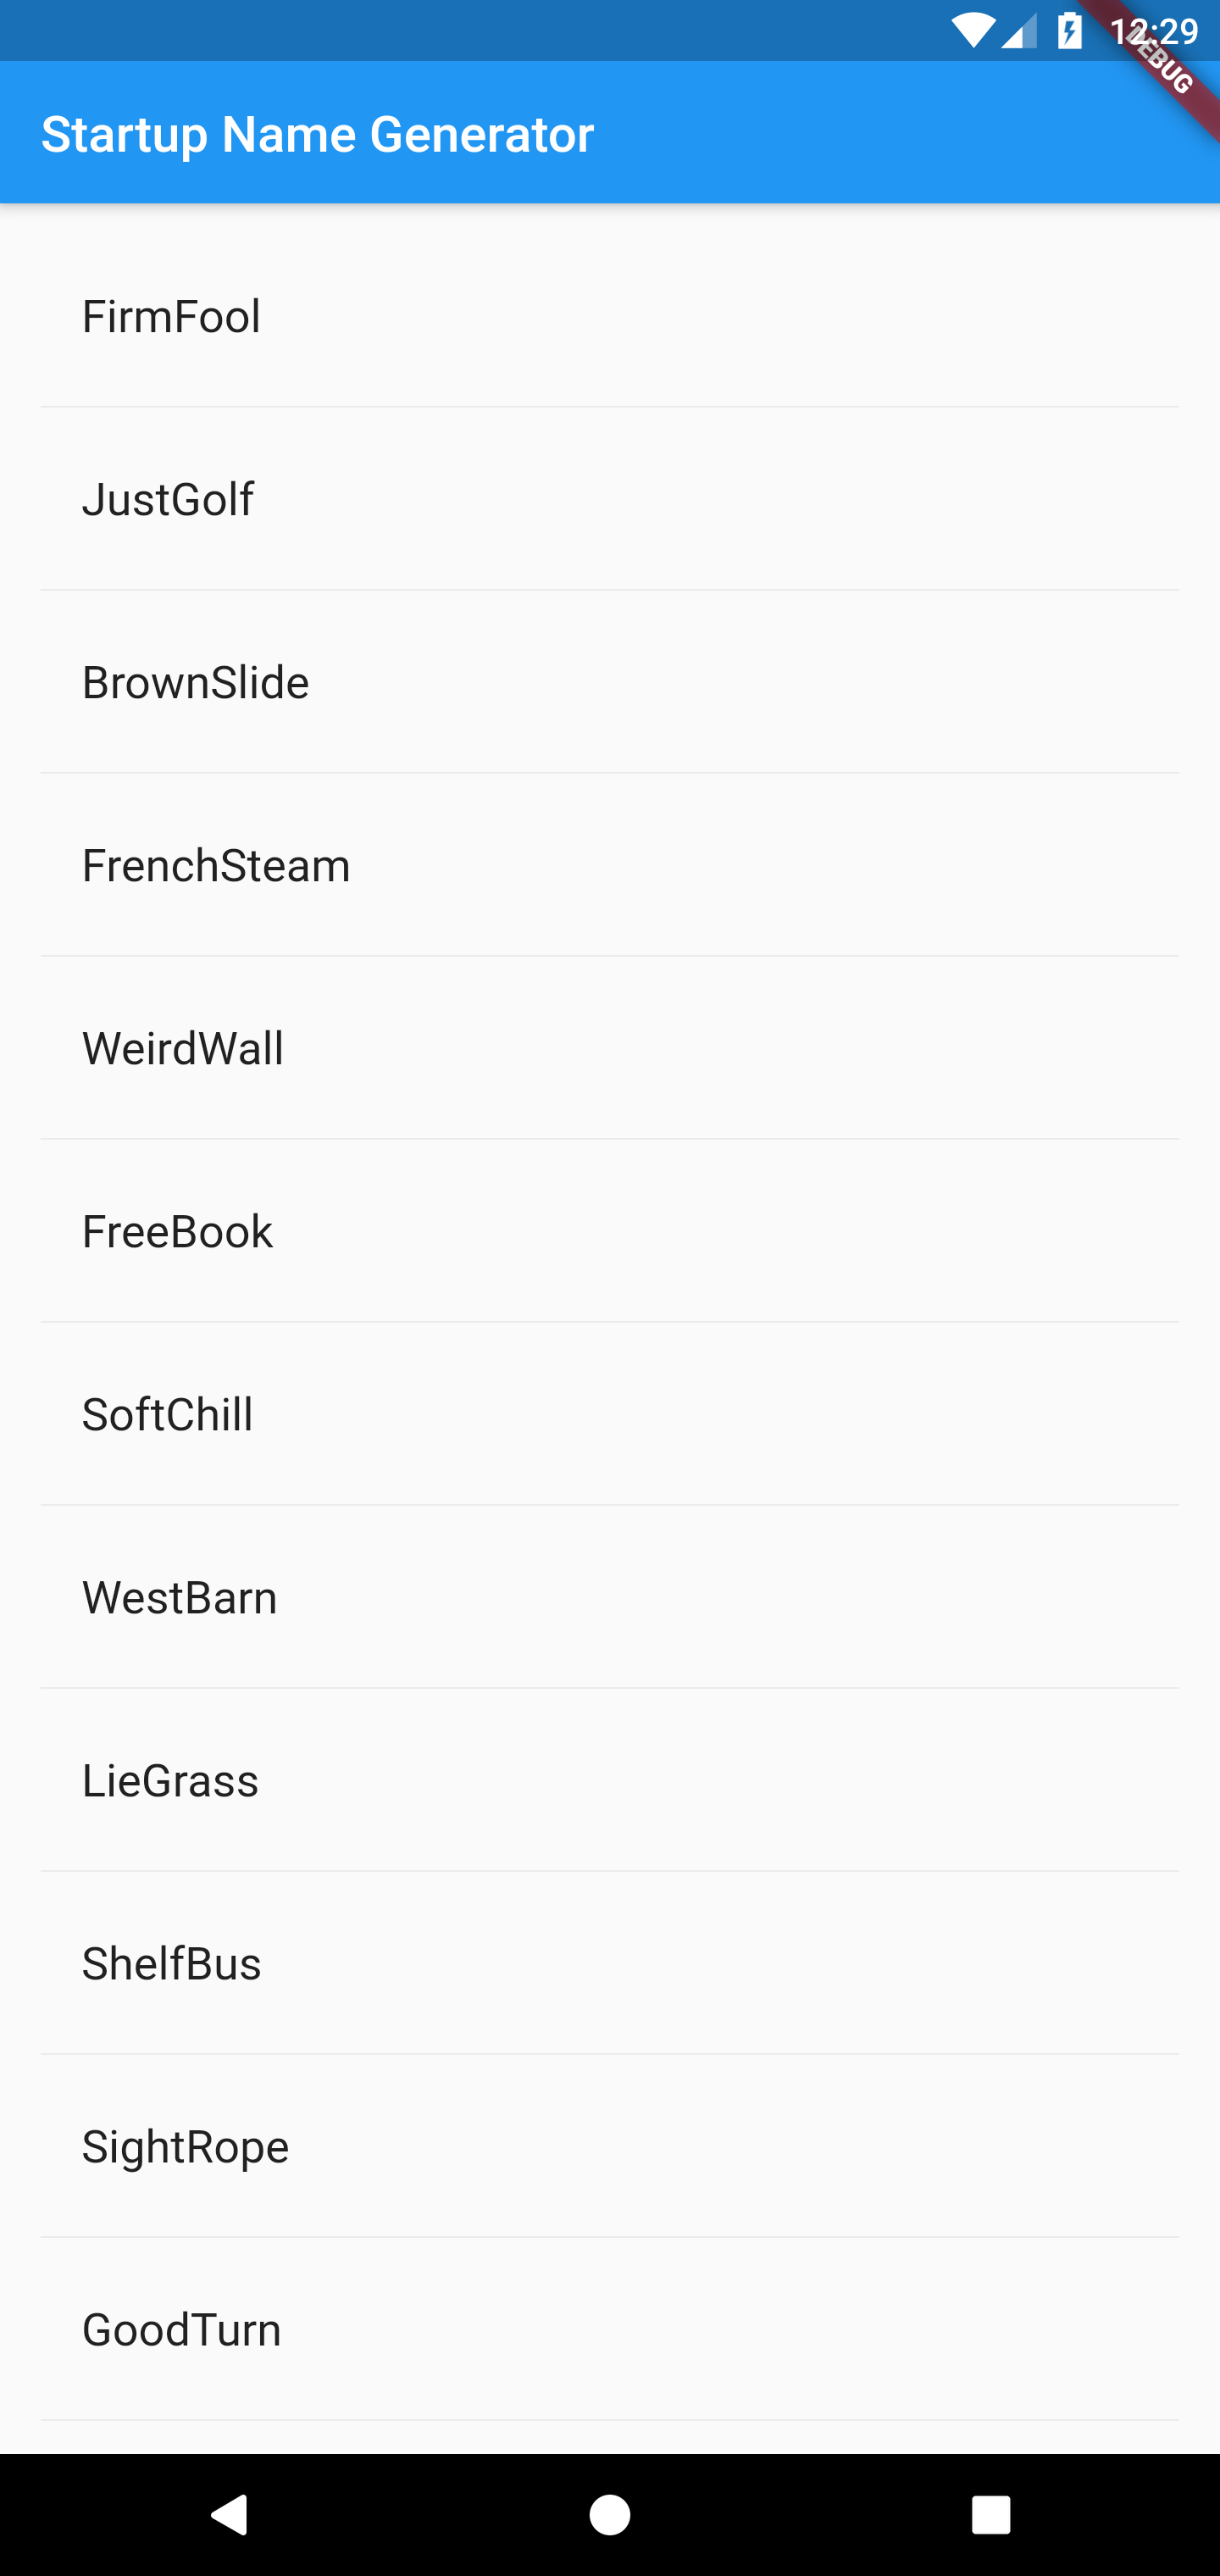 12:29
DEBUG
Startup Name Generator
FirmFool
JustGolf
BrownSlide
FrenchSteam
WeirdWall
FreeBook
SoftChill
WestBarn
LieGrass
ShelfBus
SightRope
GoodTurn